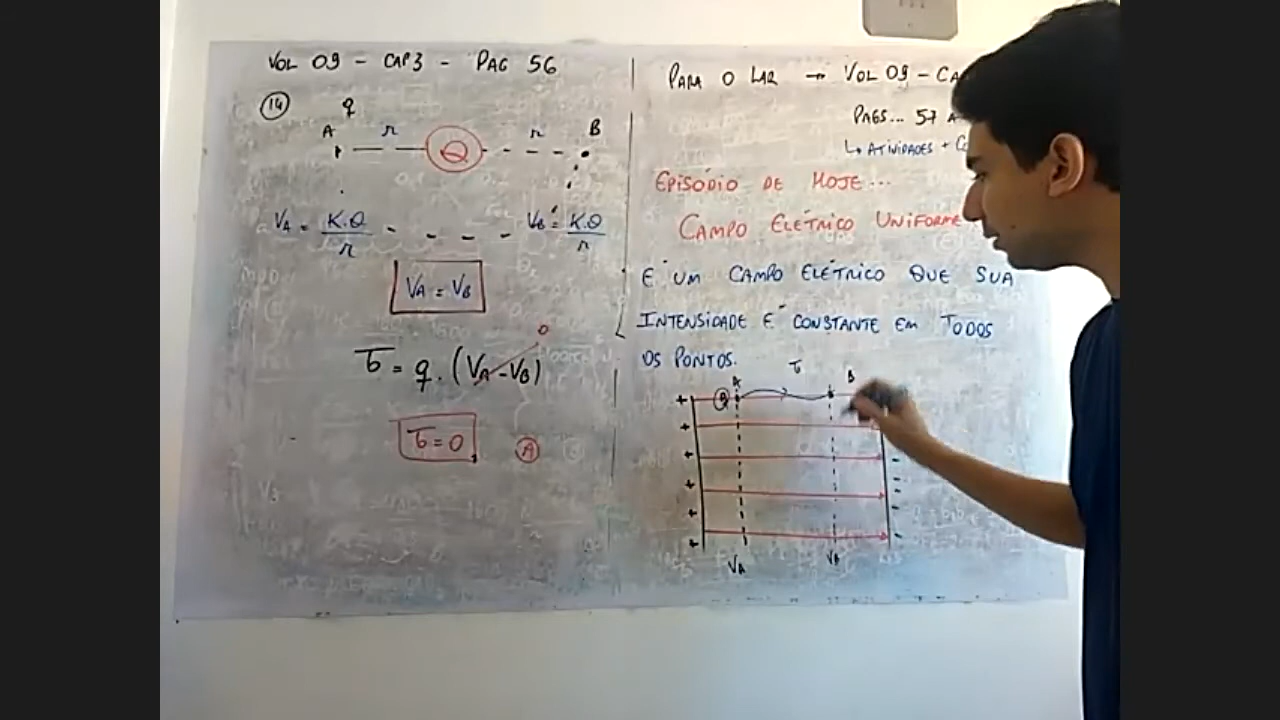 VOL 09 - CAP3 - PAG 56
14
q
A r Q r B
VA = K.Q / r - - - - VB = K.Q / r
VA = VB
0
τ = q . (VA - VB)
τ = 0 A
PARA O LAR → VOL 09 - CA
PAGS... 57 A
↳ ATIVIDADES +
EPISÓDIO DE HOJE...
CAMPO ELÉTRICO UNIFORME
É UM CAMPO ELÉTRICO QUE SUA
INTENSIDADE É CONSTANTE EM TODOS
OS PONTOS.
A τ B
+ q
+
+ -
+ -
+ -
+ -
VA VB